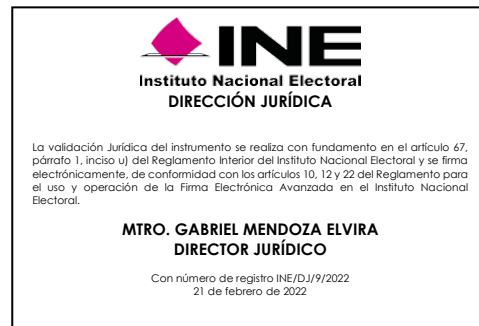 INE
Instituto Nacional Electoral
DIRECCIÓN JURÍDICA
La validación Jurídica del instrumento se realiza con fundamento en el artículo 67,
párrafo 1, inciso u) del Reglamento Interior del Instituto Nacional Electoral y se firma
electrónicamente, de conformidad con los artículos 10, 12 y 22 del Reglamento para
el uso y operación de la Firma Electrónica Avanzada en el Instituto Nacional
Electoral.
MTRO. GABRIEL MENDOZA ELVIRA
DIRECTOR JURÍDICO
Con número de registro INE/DJ/9/2022
21 de febrero de 2022